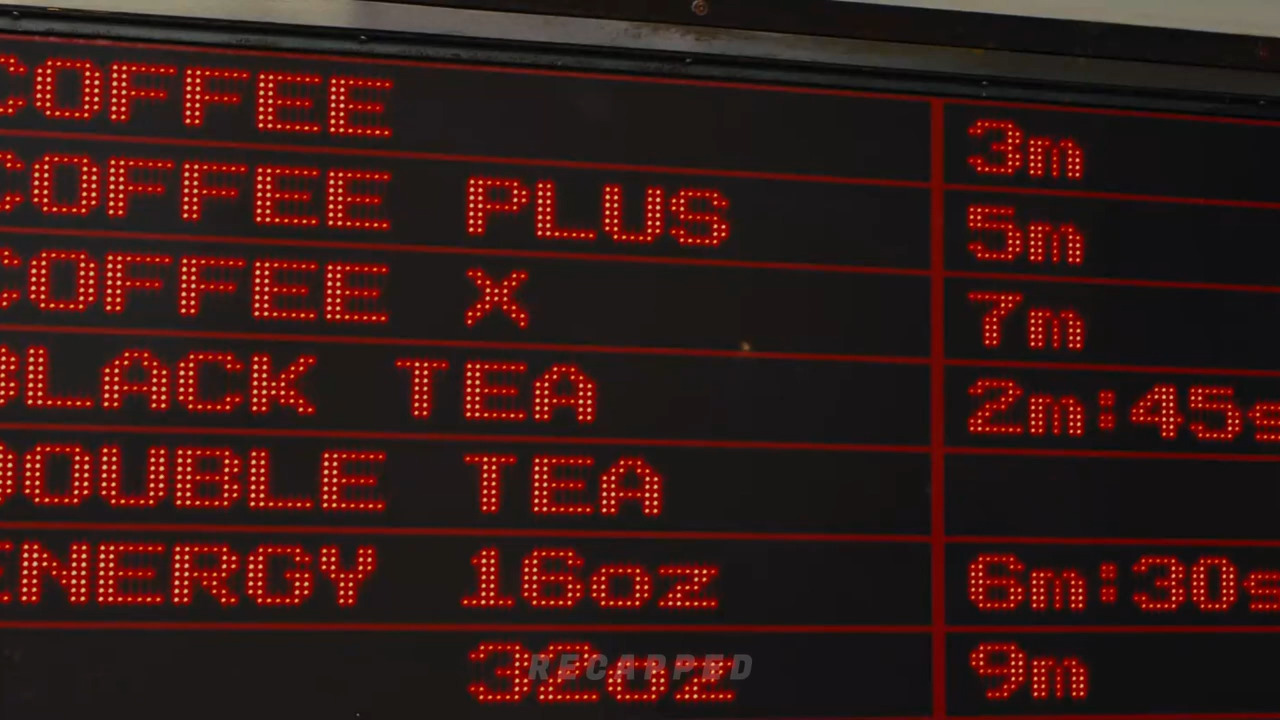 COFFEE 3m
COFFEE PLUS 5m
COFFEE X 7m
BLACK TEA 2m:45s
DOUBLE TEA
ENERGY 16oz 6m:30s
32oz 9m
RECAPPED